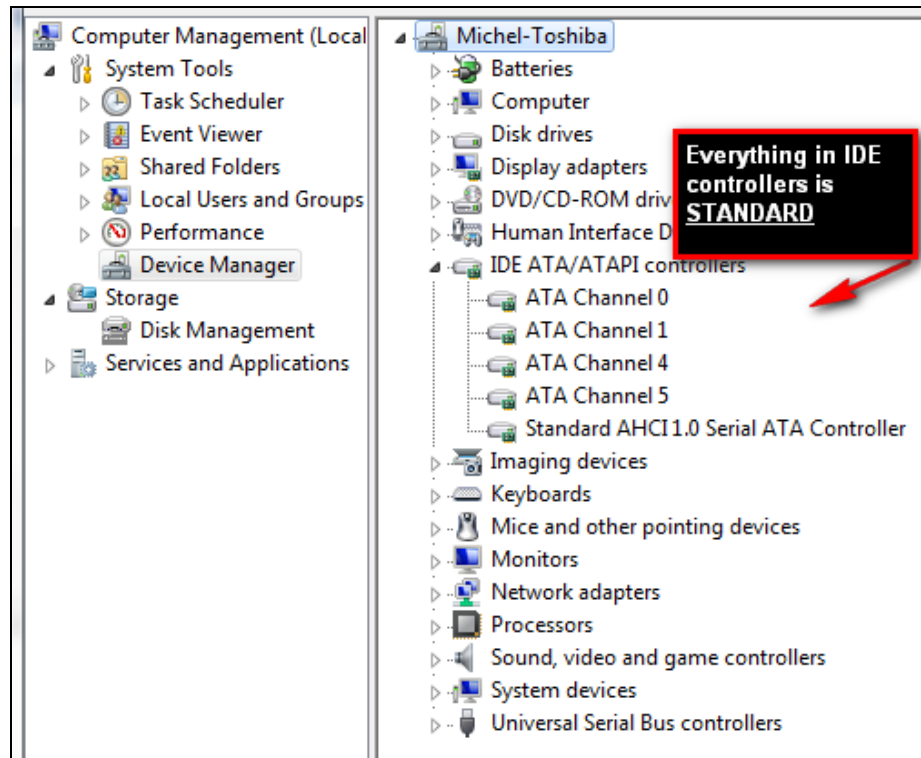 Computer Management (Local
System Tools
Task Scheduler
Event Viewer
Shared Folders
Local Users and Groups
Performance
Device Manager
Storage
Disk Management
Services and Applications
Michel-Toshiba
Batteries
Computer
Disk drives
Display adapters
DVD/CD-ROM driv
Human Interface D
IDE ATA/ATAPI controllers
ATA Channel 0
ATA Channel 1
ATA Channel 4
ATA Channel 5
Standard AHCI 1.0 Serial ATA Controller
Imaging devices
Keyboards
Mice and other pointing devices
Monitors
Network adapters
Processors
Sound, video and game controllers
System devices
Universal Serial Bus controllers
Everything in IDE
controllers is
STANDARD